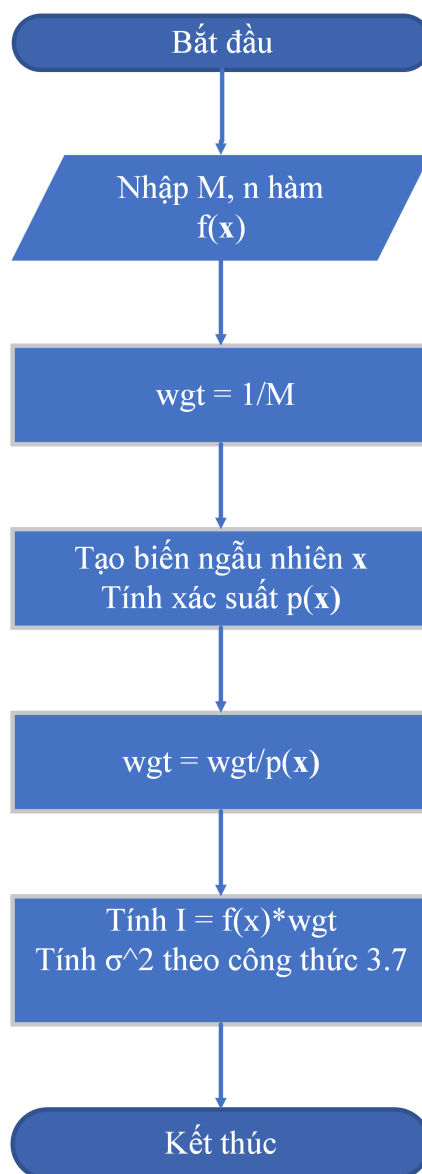 Bắt đầu
Nhập M, n hàm
f(x)
wgt = 1/M
Tạo biến ngẫu nhiên x
Tính xác suất p(x)
wgt = wgt/p(x)
Tính I = f(x)*wgt
Tính σ^2 theo công thức 3.7
Kết thúc